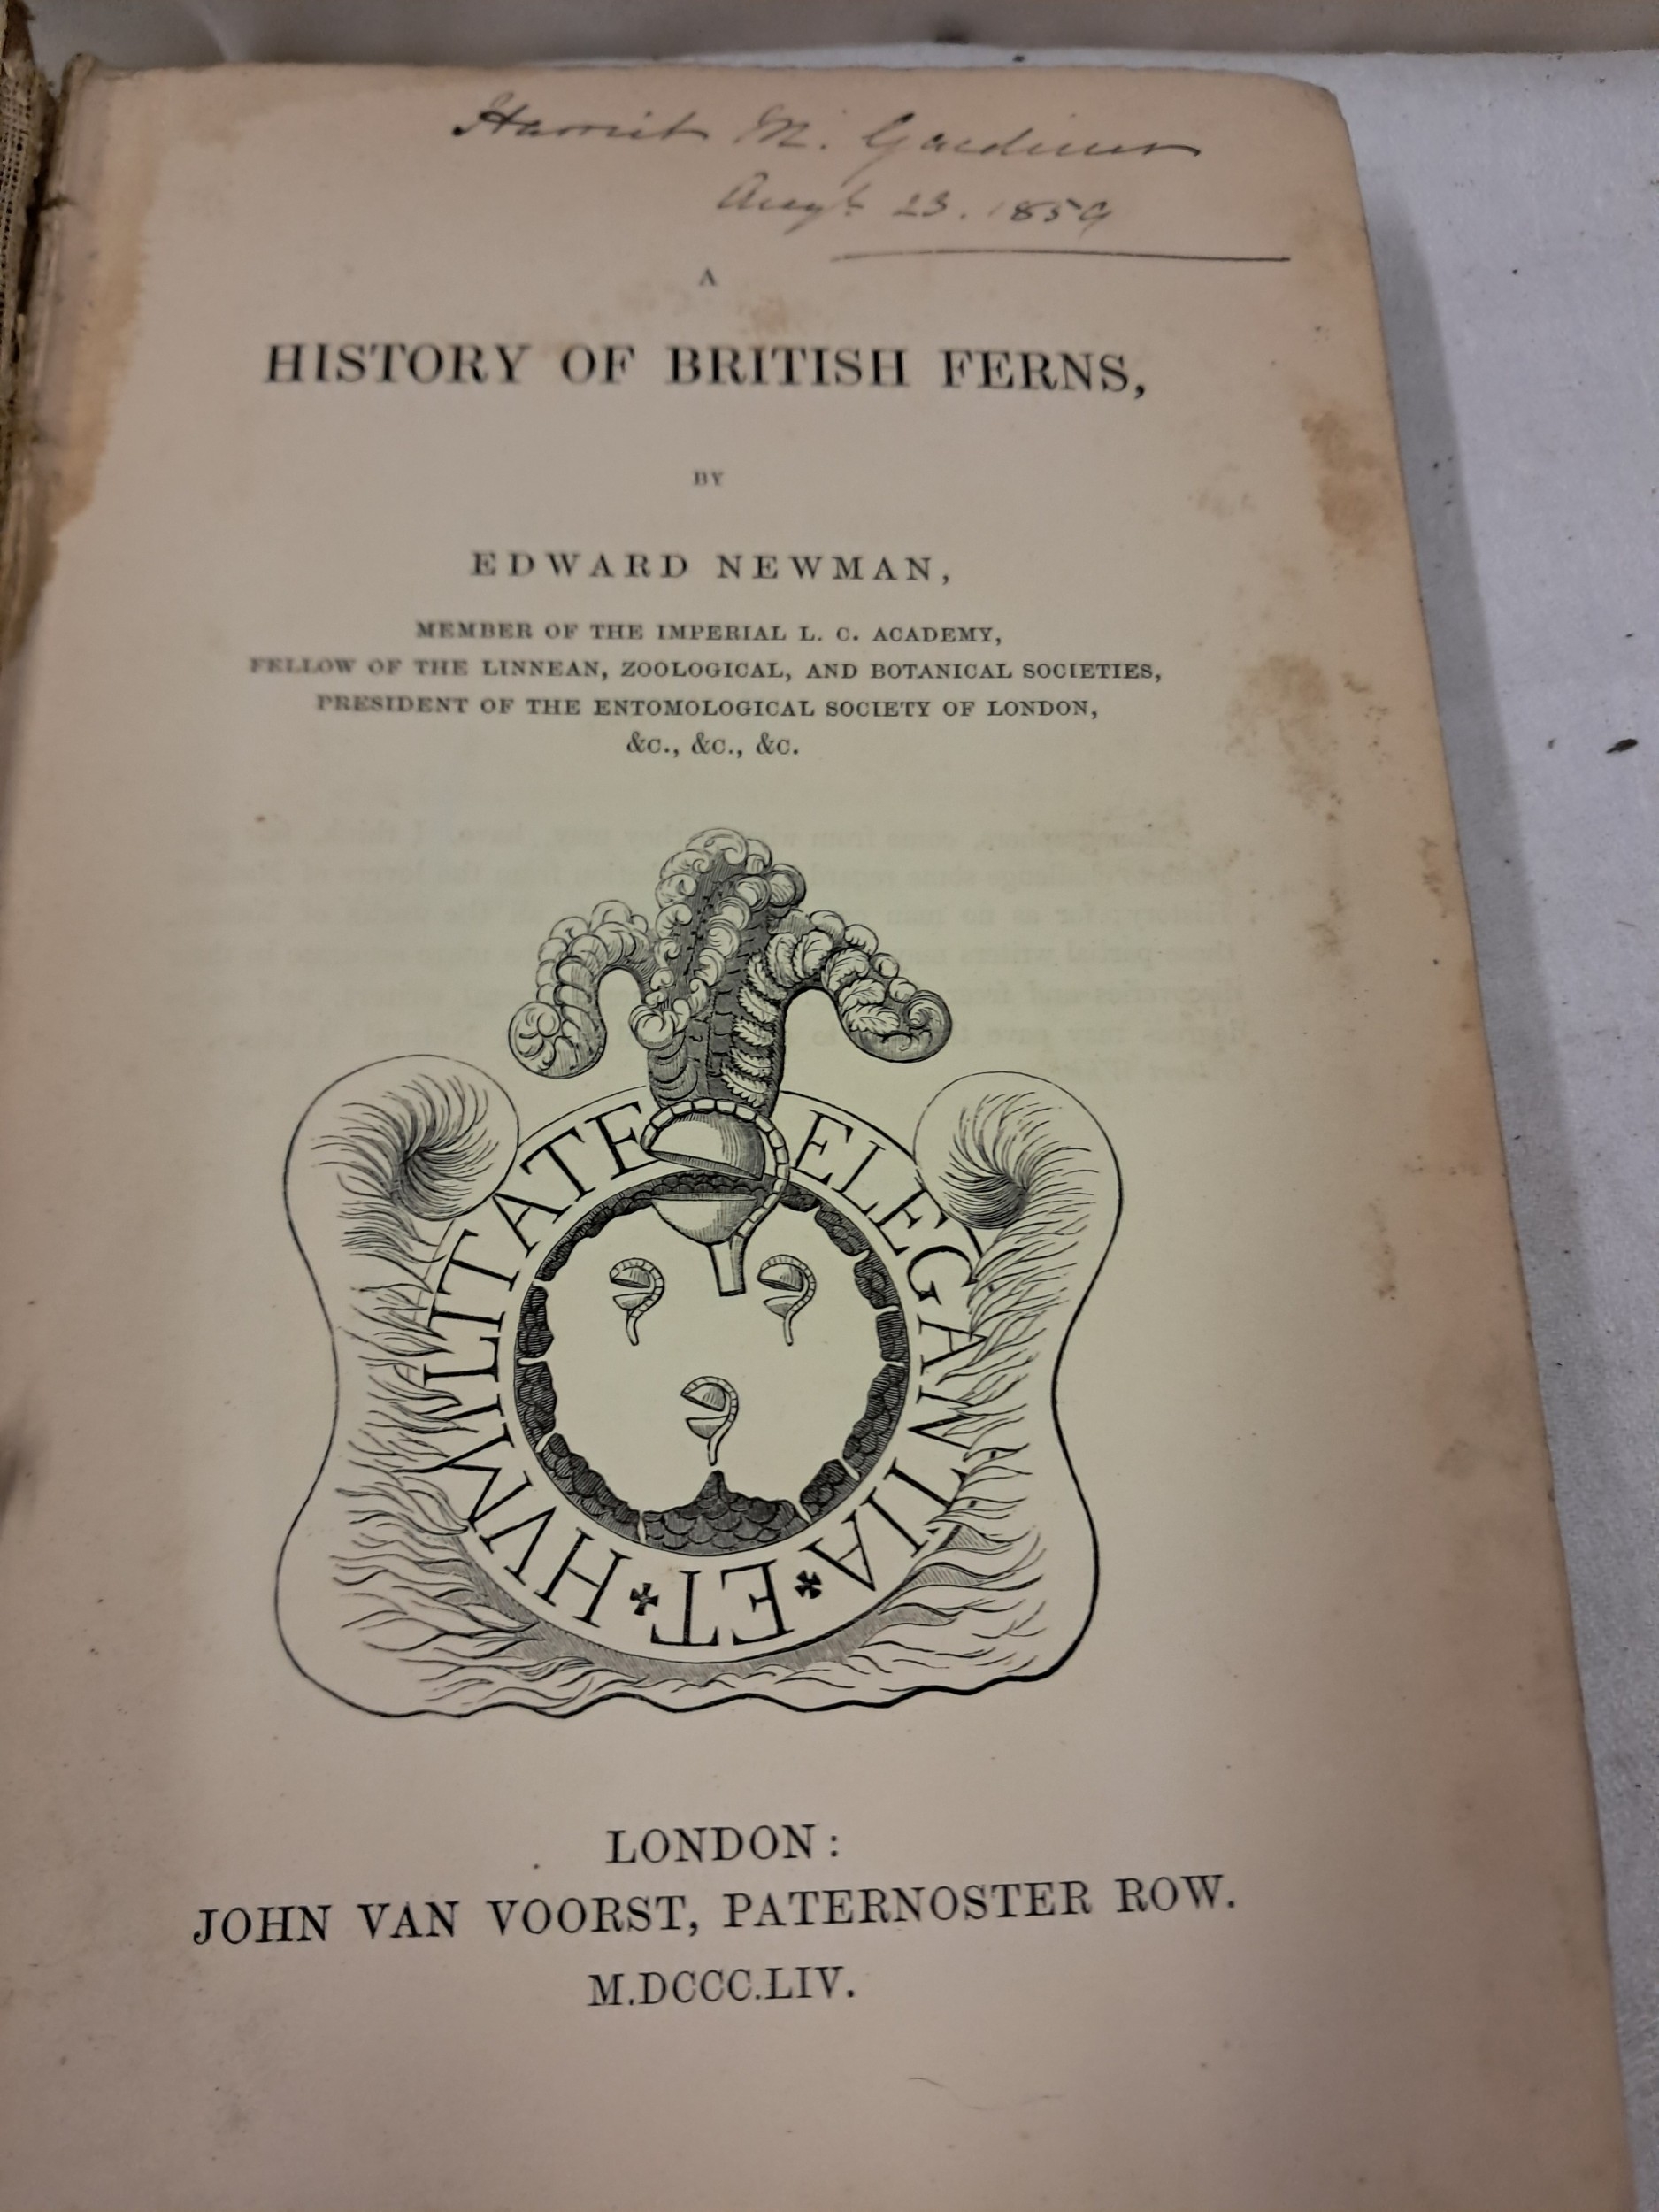 Harriet M. Gardiner
Augt. 23. 1859
A
HISTORY OF BRITISH FERNS,
BY
EDWARD NEWMAN,
MEMBER OF THE IMPERIAL L. C. ACADEMY,
FELLOW OF THE LINNEAN, ZOOLOGICAL, AND BOTANICAL SOCIETIES,
PRESIDENT OF THE ENTOMOLOGICAL SOCIETY OF LONDON,
&c., &c., &c.
ELEGANTIA * ET * HVMILITATE
LONDON:
JOHN VAN VOORST, PATERNOSTER ROW.
M.DCCC.LIV.